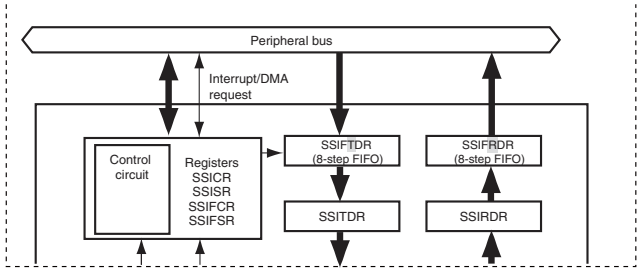 Peripheral bus
Interrupt/DMA
request
Control
circuit
Registers
SSICR
SSISR
SSIFCR
SSIFSR
SSIFTDR
(8-step FIFO)
SSIFRDR
(8-step FIFO)
SSITDR
SSIRDR